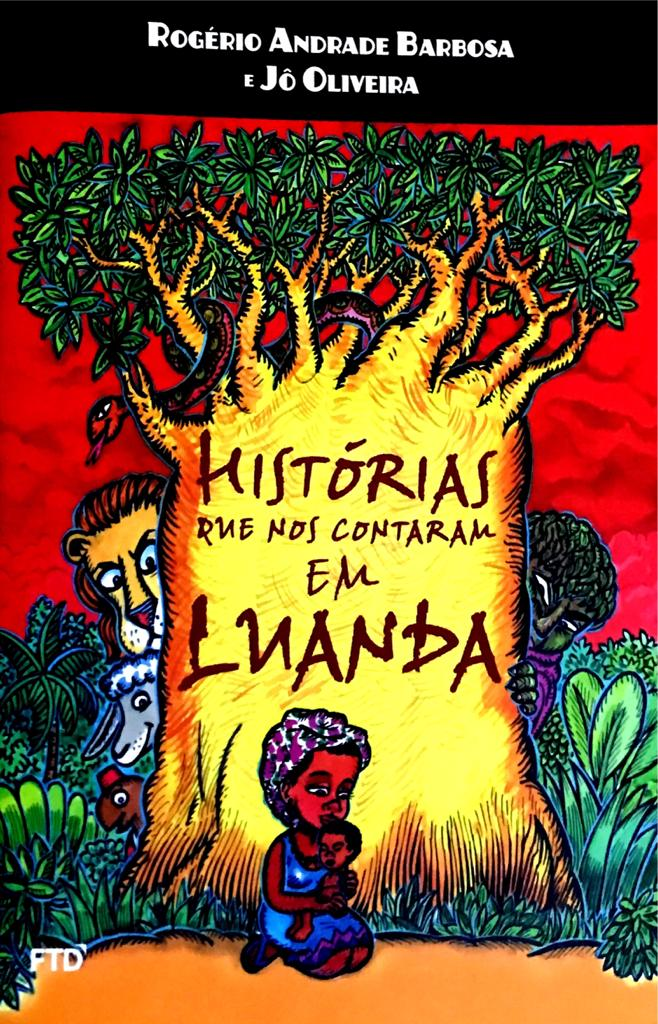 ROGÉRIO ANDRADE BARBOSA
E JÔ OLIVEIRA
HISTÓRIAS
QUE NOS CONTARAM
EM
LUANDA
FTD